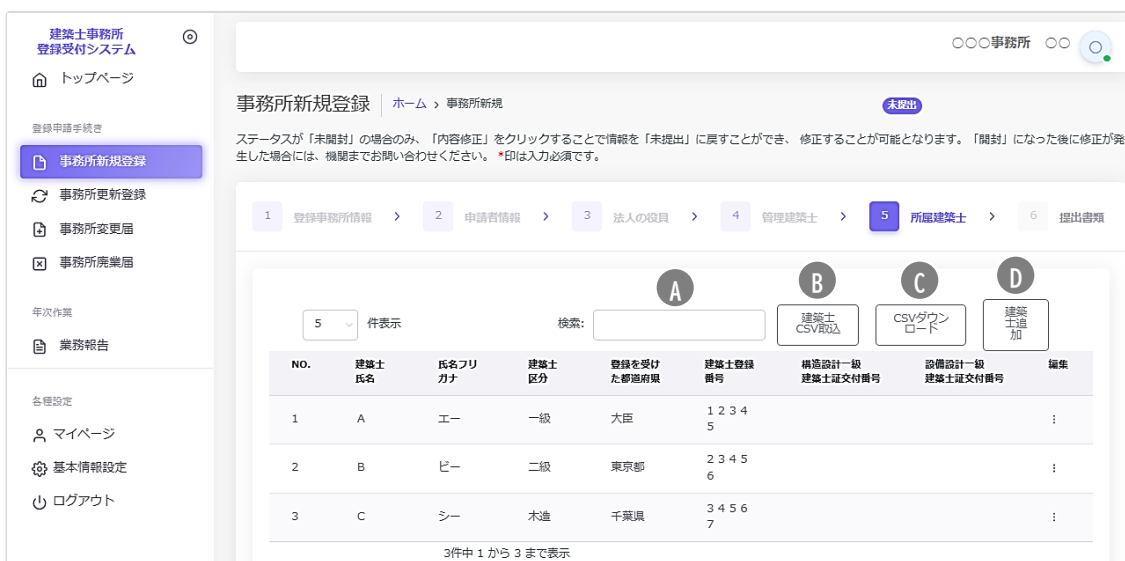 建築士事務所
登録受付システム
トップページ
登録申請手続き
事務所新規登録
事務所更新登録
事務所変更届
事務所廃業届
年次作業
業務報告
各種設定
マイページ
基本情報設定
ログアウト
○○○事務所 ○○ ○
事務所新規登録 ホーム › 事務所新規 未提出
ステータスが「未開封」の場合のみ、「内容修正」をクリックすることで情報を「未提出」に戻すことができ、 修正することが可能となります。「開封」になった後に修正が発
生した場合には、機関までお問い合わせください。 *印は入力必須です。
1 登録事務所情報 › 2 申請者情報 › 3 法人の役員 › 4 管理建築士 › 5 所属建築士 › 6 提出書類
A B C D
5 件表示
検索:
建築士
CSV取込
CSVダウン
ロード
建築
士追
加
NO.
建築士
氏名
氏名フリ
ガナ
建築士
区分
登録を受け
た都道府県
建築士登録
番号
構造設計一級
建築士証交付番号
設備設計一級
建築士証交付番号
編集
1 A エー 一級 大臣 1 2 3 4
5
2 B ビー 二級 東京都 2 3 4 5
6
3 C シー 木造 千葉県 3 4 5 6
7
3件中 1 から 3 まで表示